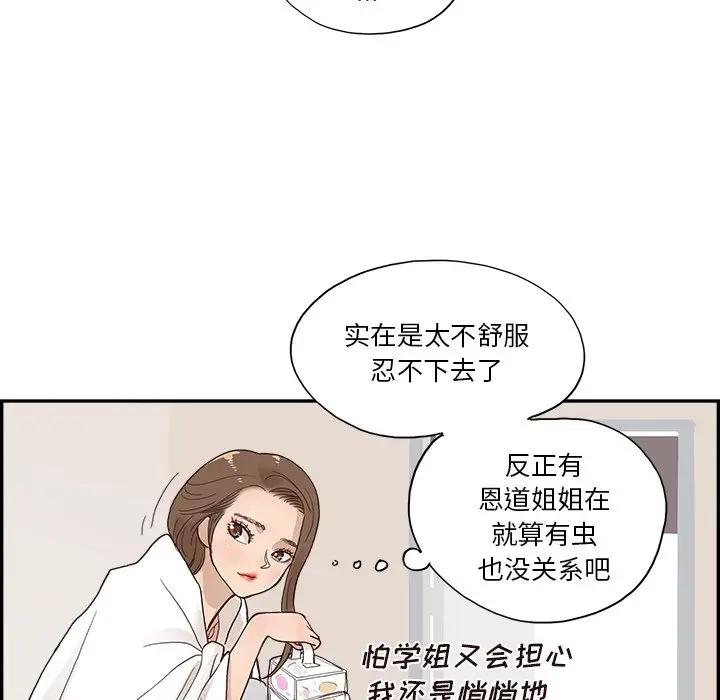 实在是太不舒服
忍不下去了
反正有
恩道姐姐在
就算有虫
也没关系吧
怕学姐又会担心
我还是悄悄地